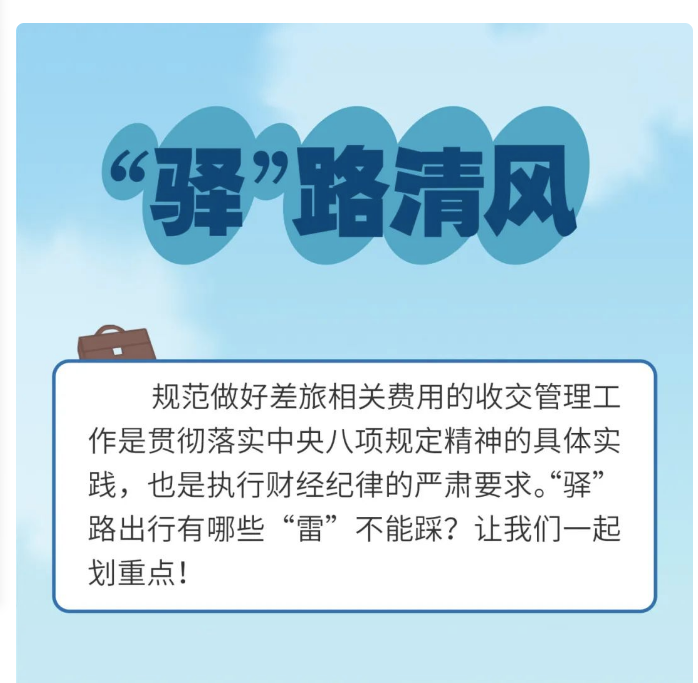 “驿”路清风
规范做好差旅相关费用的收交管理工
作是贯彻落实中央八项规定精神的具体实
践，也是执行财经纪律的严肃要求。“驿”
路出行有哪些“雷”不能踩？让我们一起
划重点！